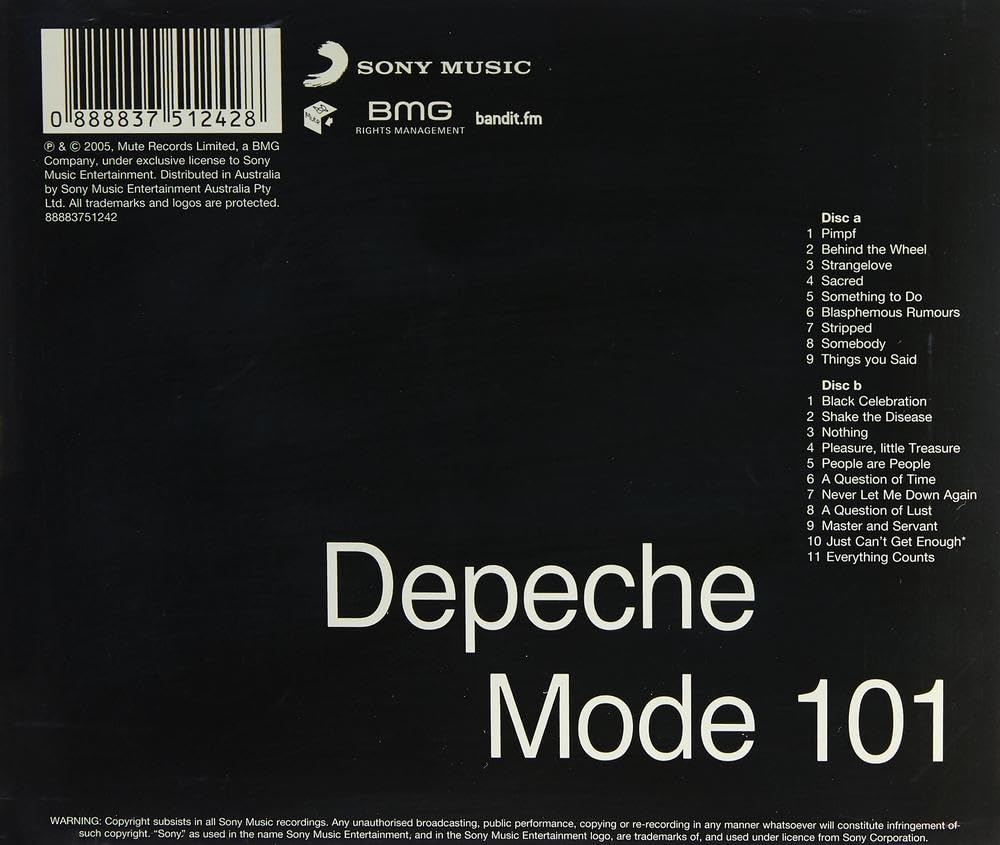 0 888837 512428
℗ & © 2005, Mute Records Limited, a BMG
Company, under exclusive license to Sony
Music Entertainment. Distributed in Australia
by Sony Music Entertainment Australia Pty
Ltd. All trademarks and logos are protected.
88883751242
SONY MUSIC
Mute
BMG
RIGHTS MANAGEMENT
bandit.fm
Disc a
1 Pimpf
2 Behind the Wheel
3 Strangelove
4 Sacred
5 Something to Do
6 Blasphemous Rumours
7 Stripped
8 Somebody
9 Things you Said
Disc b
1 Black Celebration
2 Shake the Disease
3 Nothing
4 Pleasure, little Treasure
5 People are People
6 A Question of Time
7 Never Let Me Down Again
8 A Question of Lust
9 Master and Servant
10 Just Can't Get Enough*
11 Everything Counts
Depeche
Mode 101
WARNING: Copyright subsists in all Sony Music recordings. Any unauthorised broadcasting, public performance, copying or re-recording in any manner whatsoever will constitute infringement of
such copyright. "Sony," as used in the name Sony Music Entertainment, and in the Sony Music Entertainment logo, are trademarks of, and used under licence from Sony Corporation.